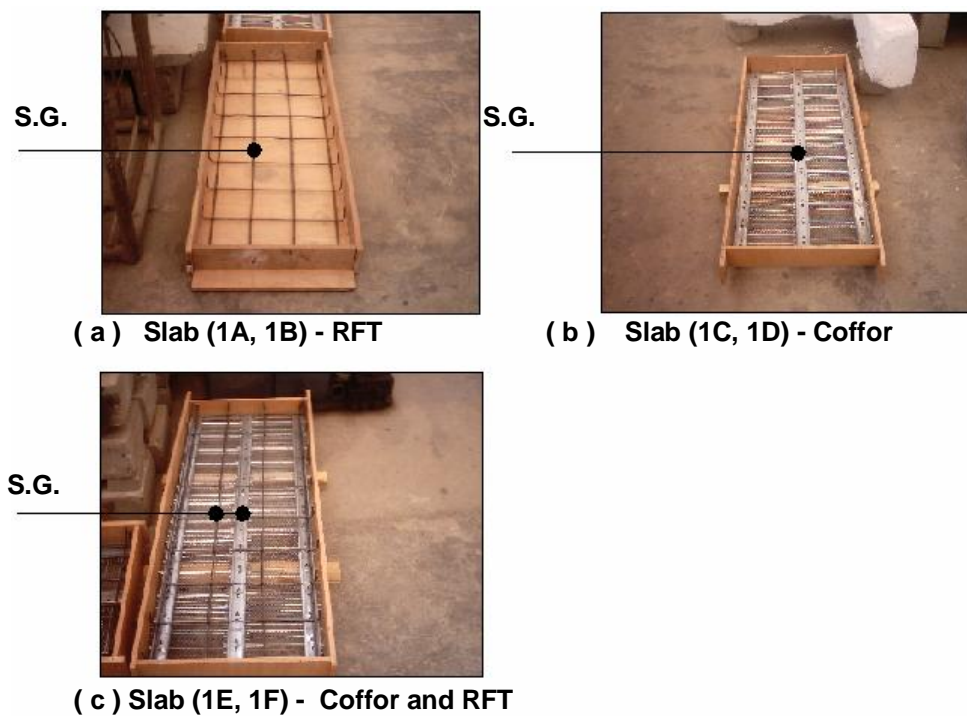 S.G.
S.G.
( a ) Slab (1A, 1B) - RFT
( b ) Slab (1C, 1D) - Coffor
S.G.
( c ) Slab (1E, 1F) - Coffor and RFT